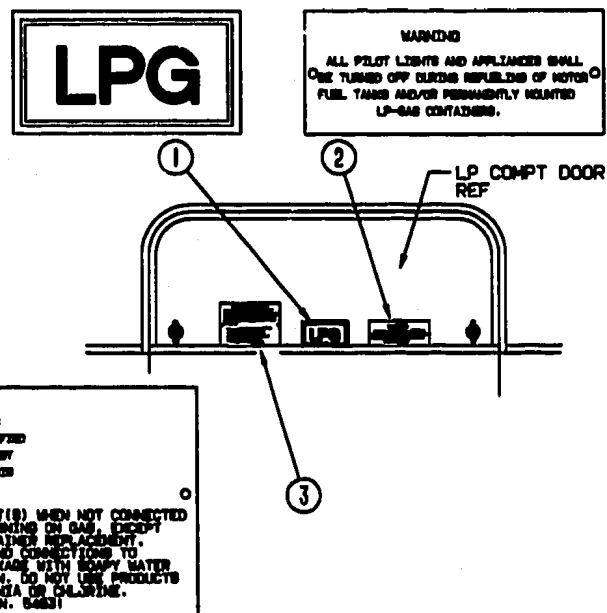 LPG
WARNING
ALL PILOT LIGHTS AND APPLIANCES SHALL
BE TURNED OFF DURING REFUELING OF MOTOR
FUEL TANKS AND/OR PERMANENTLY MOUNTED
LP-GAS CONTAINERS.
1
2
LP COMPT DOOR
REF
LPG
3
T(S) WHEN NOT CONNECTED
ON GAS, EXCEPT
REPLACEMENT.
CONNECTIONS TO
WITH SOAPY WATER
N. DO NOT USE PRODUCTS
NIA OR CHLORINE.